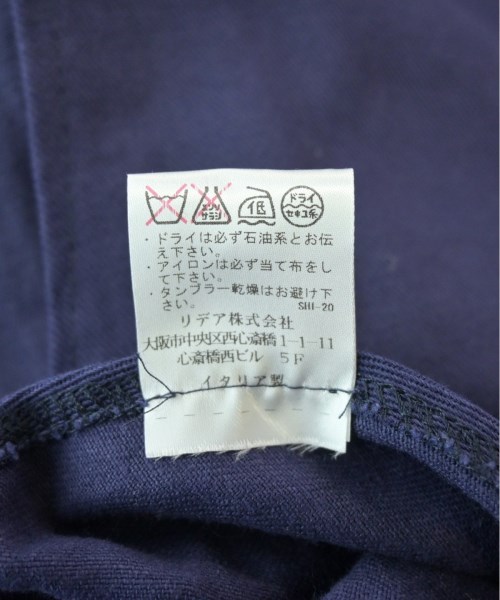 エンソ
サラシ
低
ドライ
セキユ系
・ドライは必ず石油系とお伝
え下さい。
・アイロンは必ず当て布をし
て下さい。
・タンブラー乾燥はお避け下
さい。 SHI-20
リデア株式会社
大阪市中央区西心斎橋1-1-11
心斎橋西ビル 5F
イタリア製